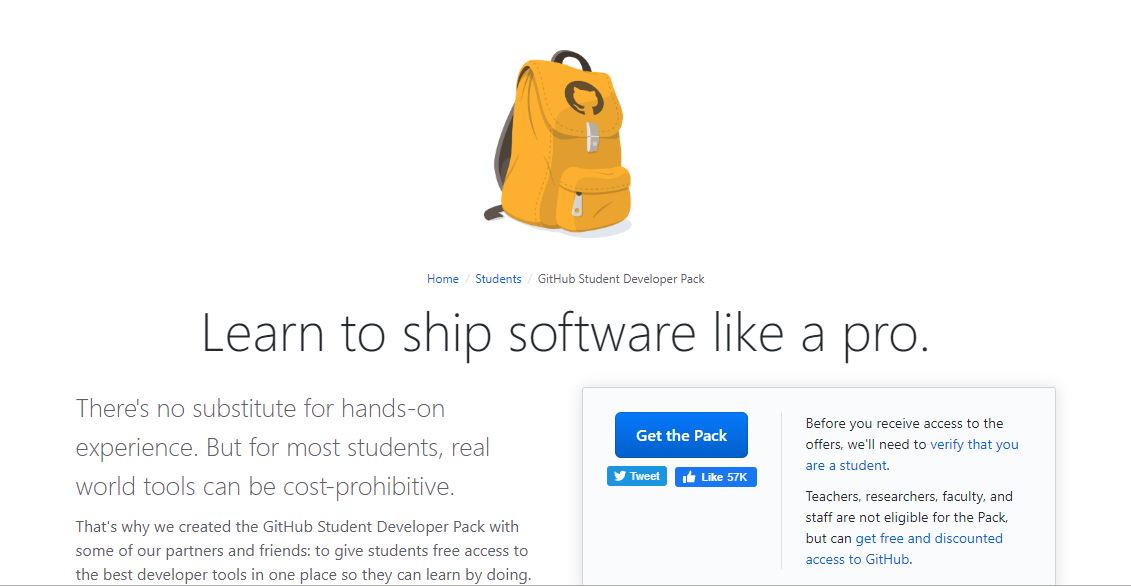 Home / Students / GitHub Student Developer Pack
Learn to ship software like a pro.
There's no substitute for hands-on
experience. But for most students, real
world tools can be cost-prohibitive.
That's why we created the GitHub Student Developer Pack with
some of our partners and friends: to give students free access to
the best developer tools in one place so they can learn by doing.
Get the Pack
Tweet
Like 57K
Before you receive access to the
offers, we'll need to verify that you
are a student.
Teachers, researchers, faculty, and
staff are not eligible for the Pack,
but can get free and discounted
access to GitHub.